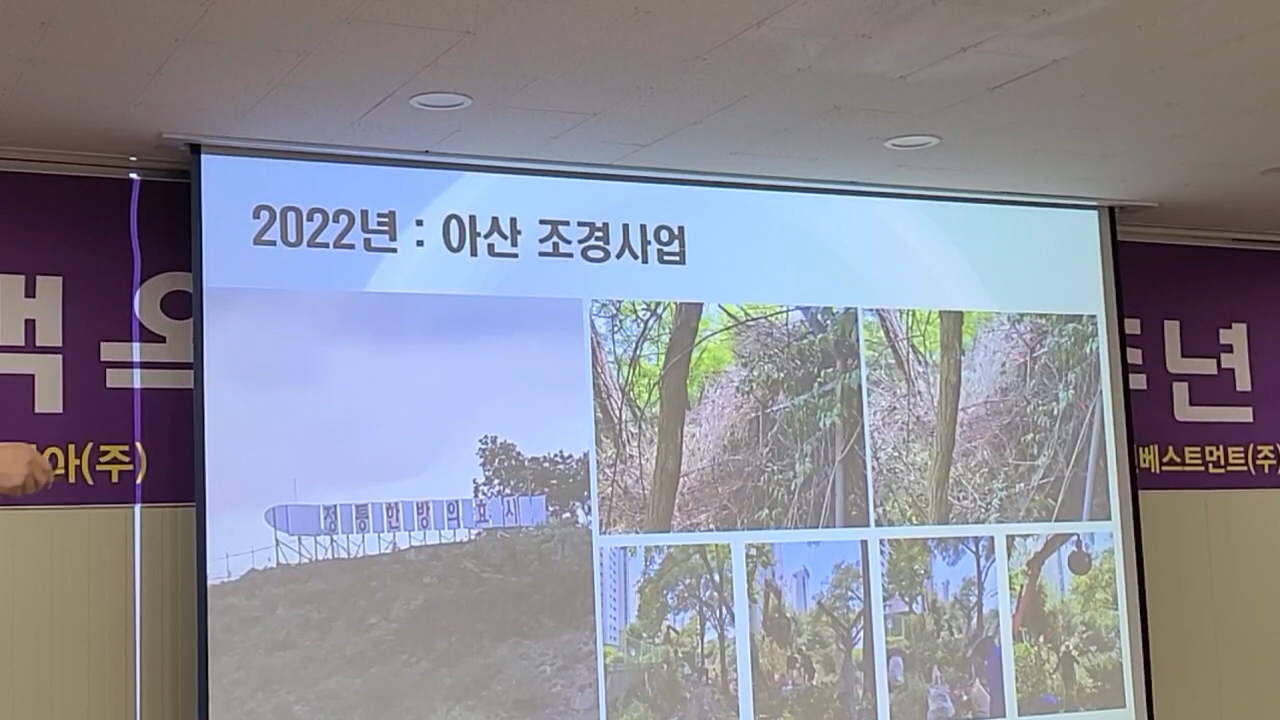 2022년 : 아산 조경사업
정통한방의효시
년
아(주)
베스트먼트(주)